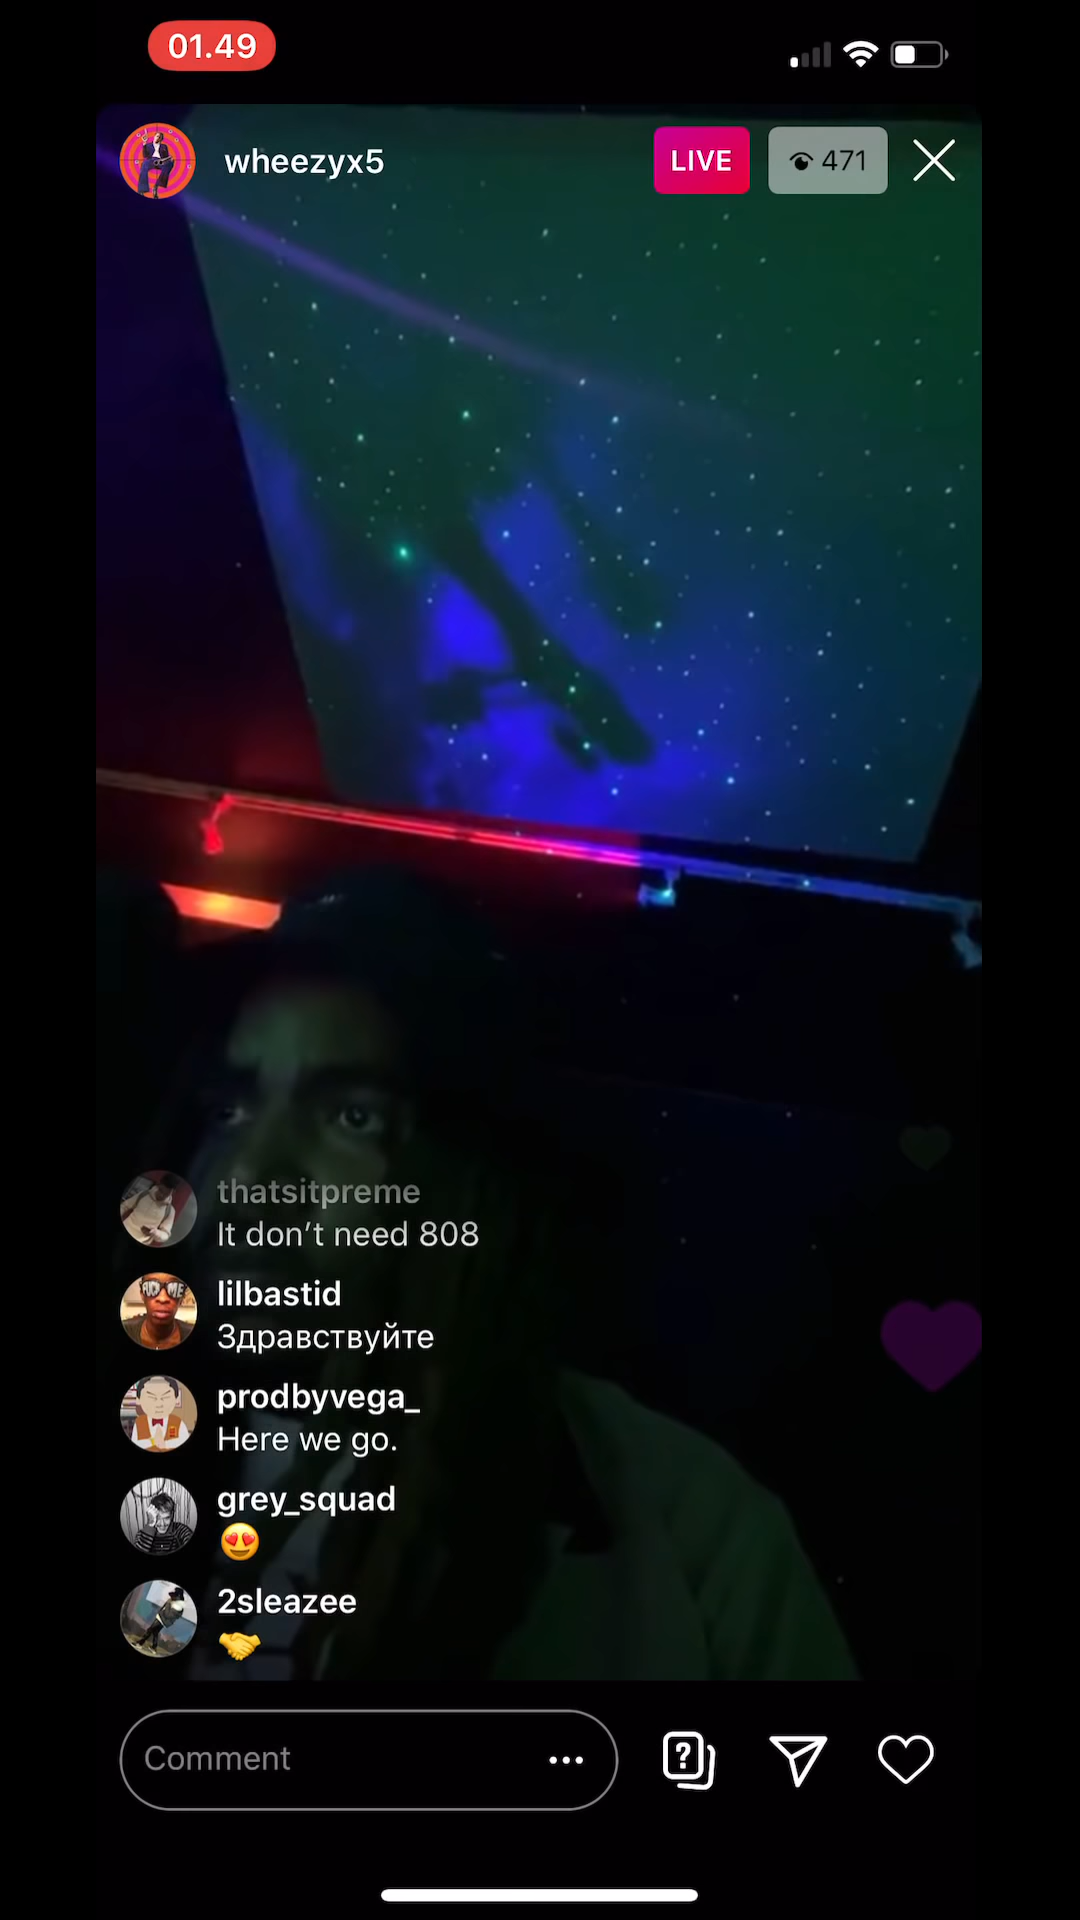 01.49
wheezyx5
LIVE
471
thatsitpreme
It don't need 808
lilbastid
Здравствуйте
prodbyvega_
Here we go.
grey_squad
😍
2sleazee
🤝
Comment